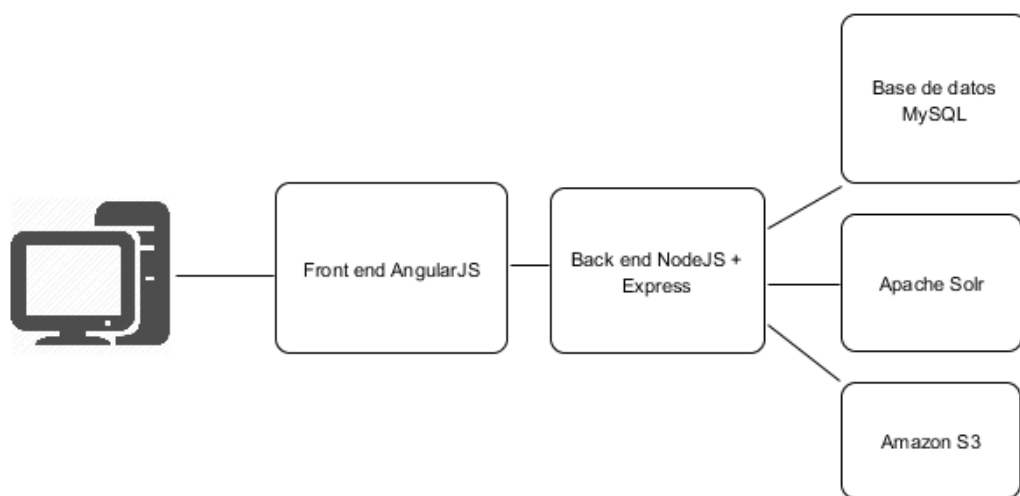 Base de datos
MySQL
Front end AngularJS
Back end NodeJS +
Express
Apache Solr
Amazon S3